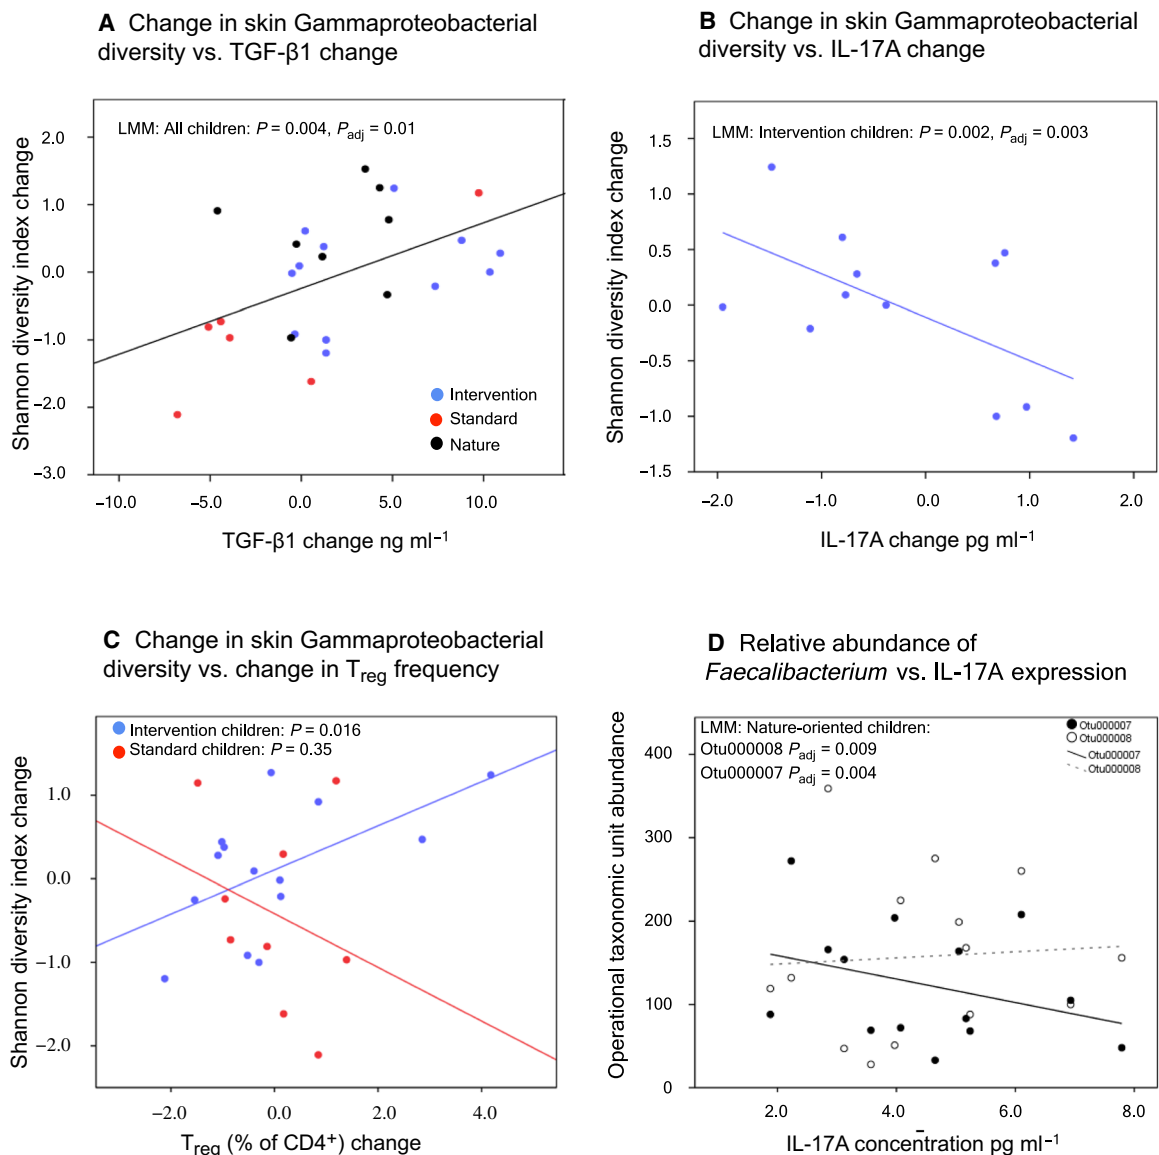 A Change in skin Gammaproteobacterial
diversity vs. TGF-β1 change
LMM: All children: P = 0.004, Padj = 0.01
Shannon diversity index change
2.0
1.0
0.0
−1.0
−2.0
−3.0
Intervention
Standard
Nature
−10.0 −5.0 0.0 5.0 10.0
TGF-β1 change ng ml−1
B Change in skin Gammaproteobacterial
diversity vs. IL-17A change
LMM: Intervention children: P = 0.002, Padj = 0.003
Shannon diversity index change
1.5
1.0
0.5
0.0
−0.5
−1.0
−1.5
−2.0 −1.0 0.0 1.0 2.0
IL-17A change pg ml−1
C Change in skin Gammaproteobacterial
diversity vs. change in Treg frequency
Intervention children: P = 0.016
Standard children: P = 0.35
Shannon diversity index change
1.0
0.0
−1.0
−2.0
−2.0 0.0 2.0 4.0
Treg (% of CD4+) change
D Relative abundance of
Faecalibacterium vs. IL-17A expression
LMM: Nature-oriented children:
Otu000008 Padj = 0.009
Otu000007 Padj = 0.004
Otu000007
Otu000008
Otu000007
Otu000008
Operational taxonomic unit abundance
400
300
200
100
0
2.0 4.0 6.0 8.0
IL-17A concentration pg ml−1